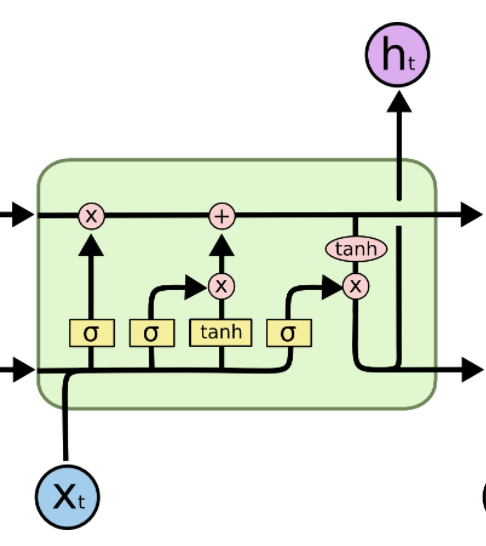 ht
x +
tanh
x x
σ σ tanh σ
xt